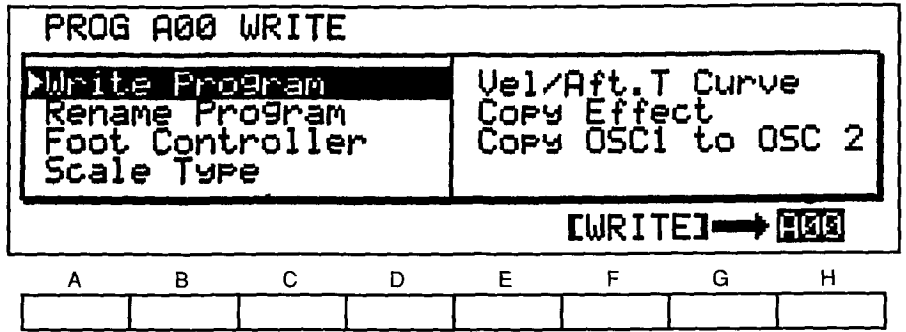 PROG A00 WRITE
Write Program
Rename Program
Foot Controller
Scale Type
Vel/Aft.T Curve
Copy Effect
Copy OSC1 to OSC 2
[WRITE]➡A00
A B C D E F G H